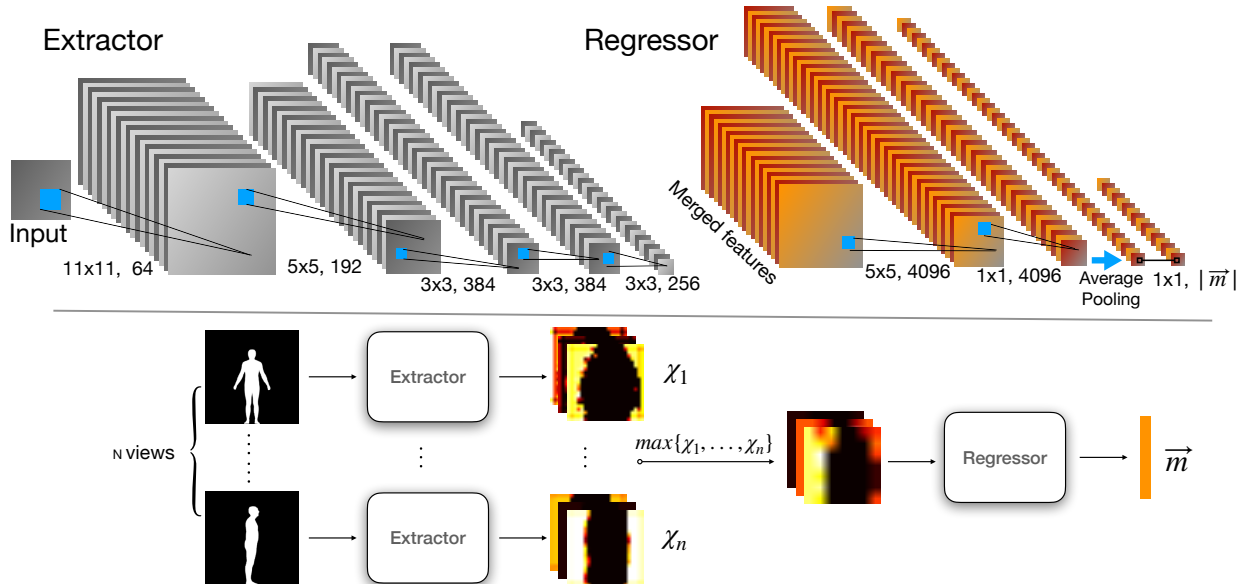 Extractor
Regressor
Input
11x11, 64
5x5, 192
3x3, 384
3x3, 384
3x3, 256
Merged features
5x5, 4096
1x1, 4096
Average
Pooling
1x1, |m⃗|
N views
Extractor
χ₁
max{χ₁, . . . , χₙ}
Regressor
m⃗
Extractor
χₙ